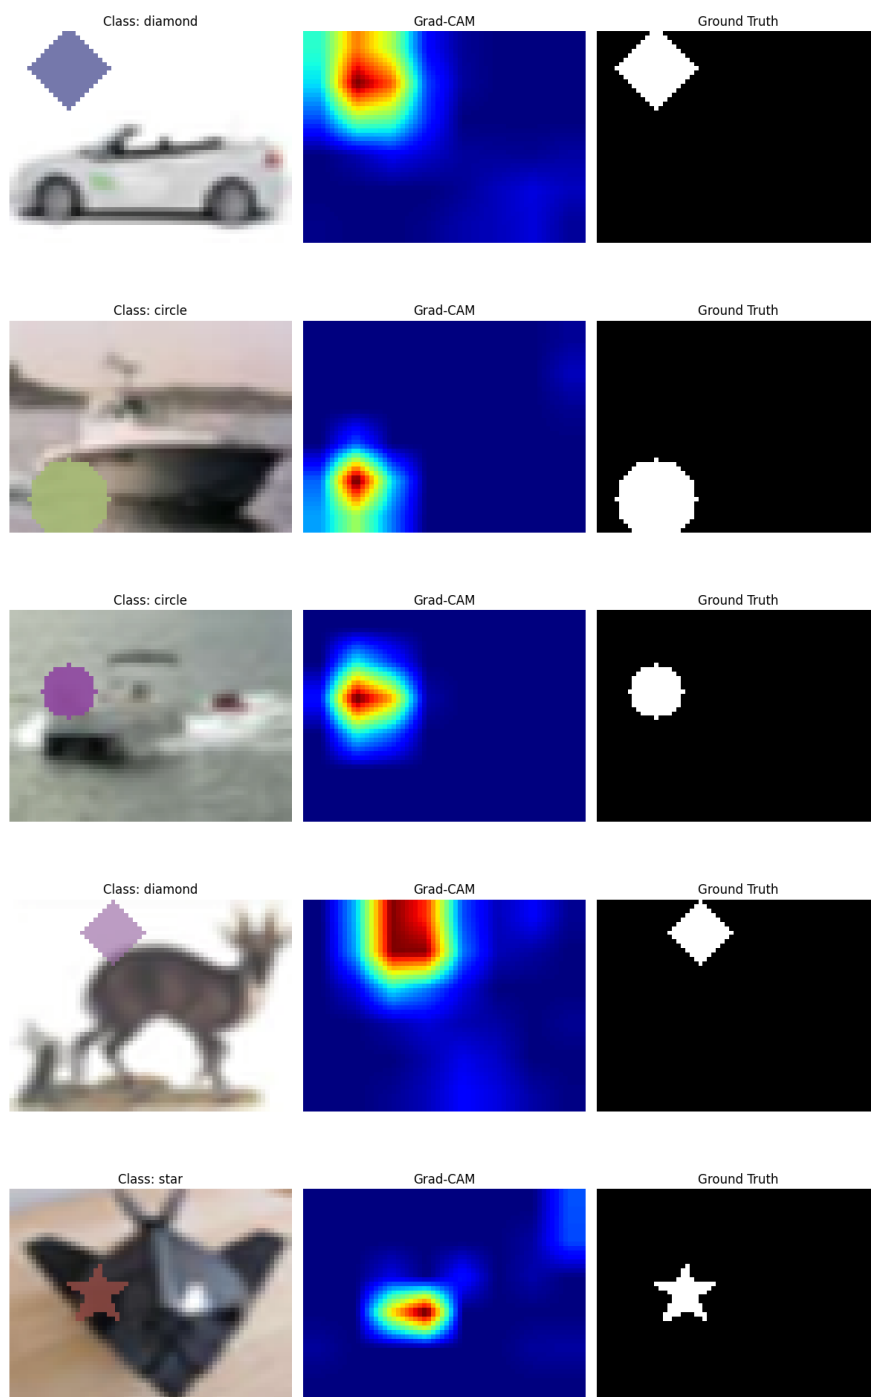 Class: diamond
Grad-CAM
Ground Truth
Class: circle
Grad-CAM
Ground Truth
Class: circle
Grad-CAM
Ground Truth
Class: diamond
Grad-CAM
Ground Truth
Class: star
Grad-CAM
Ground Truth